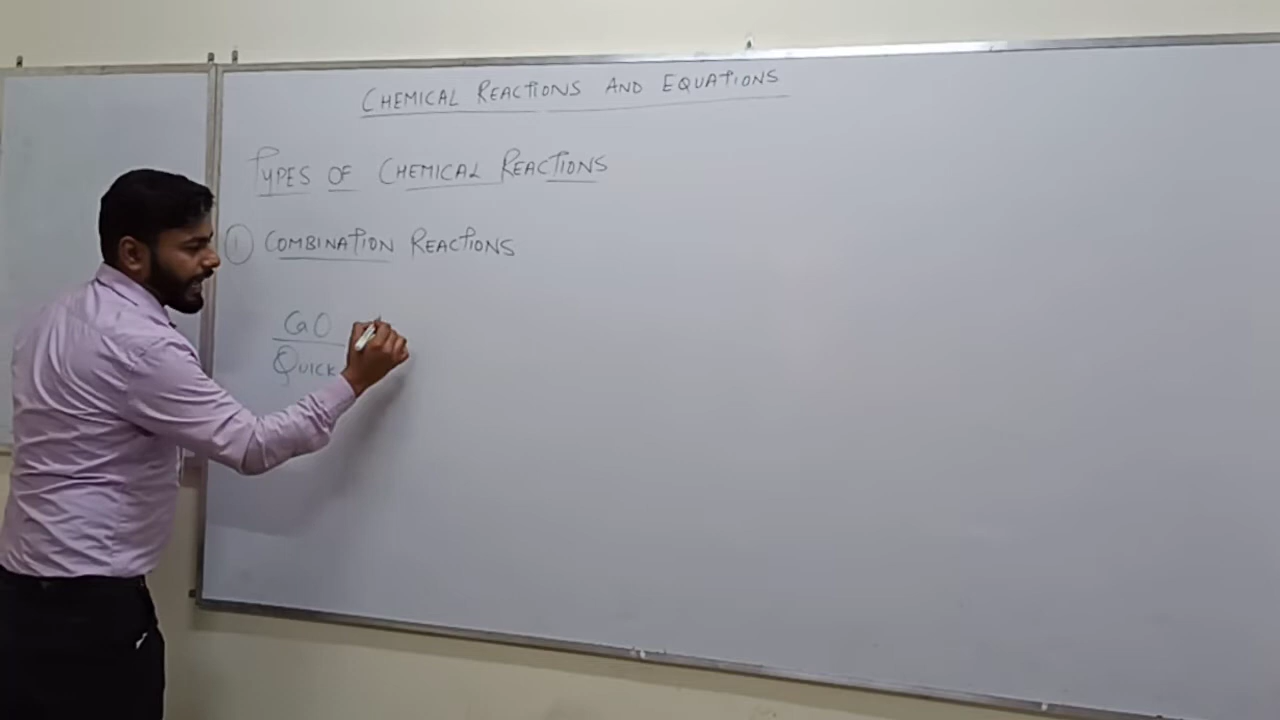 CHEMICAL REACTIONS AND EQUATIONS
TYPES OF CHEMICAL REACTIONS
1 COMBINATION REACTIONS
CaO
QUICK